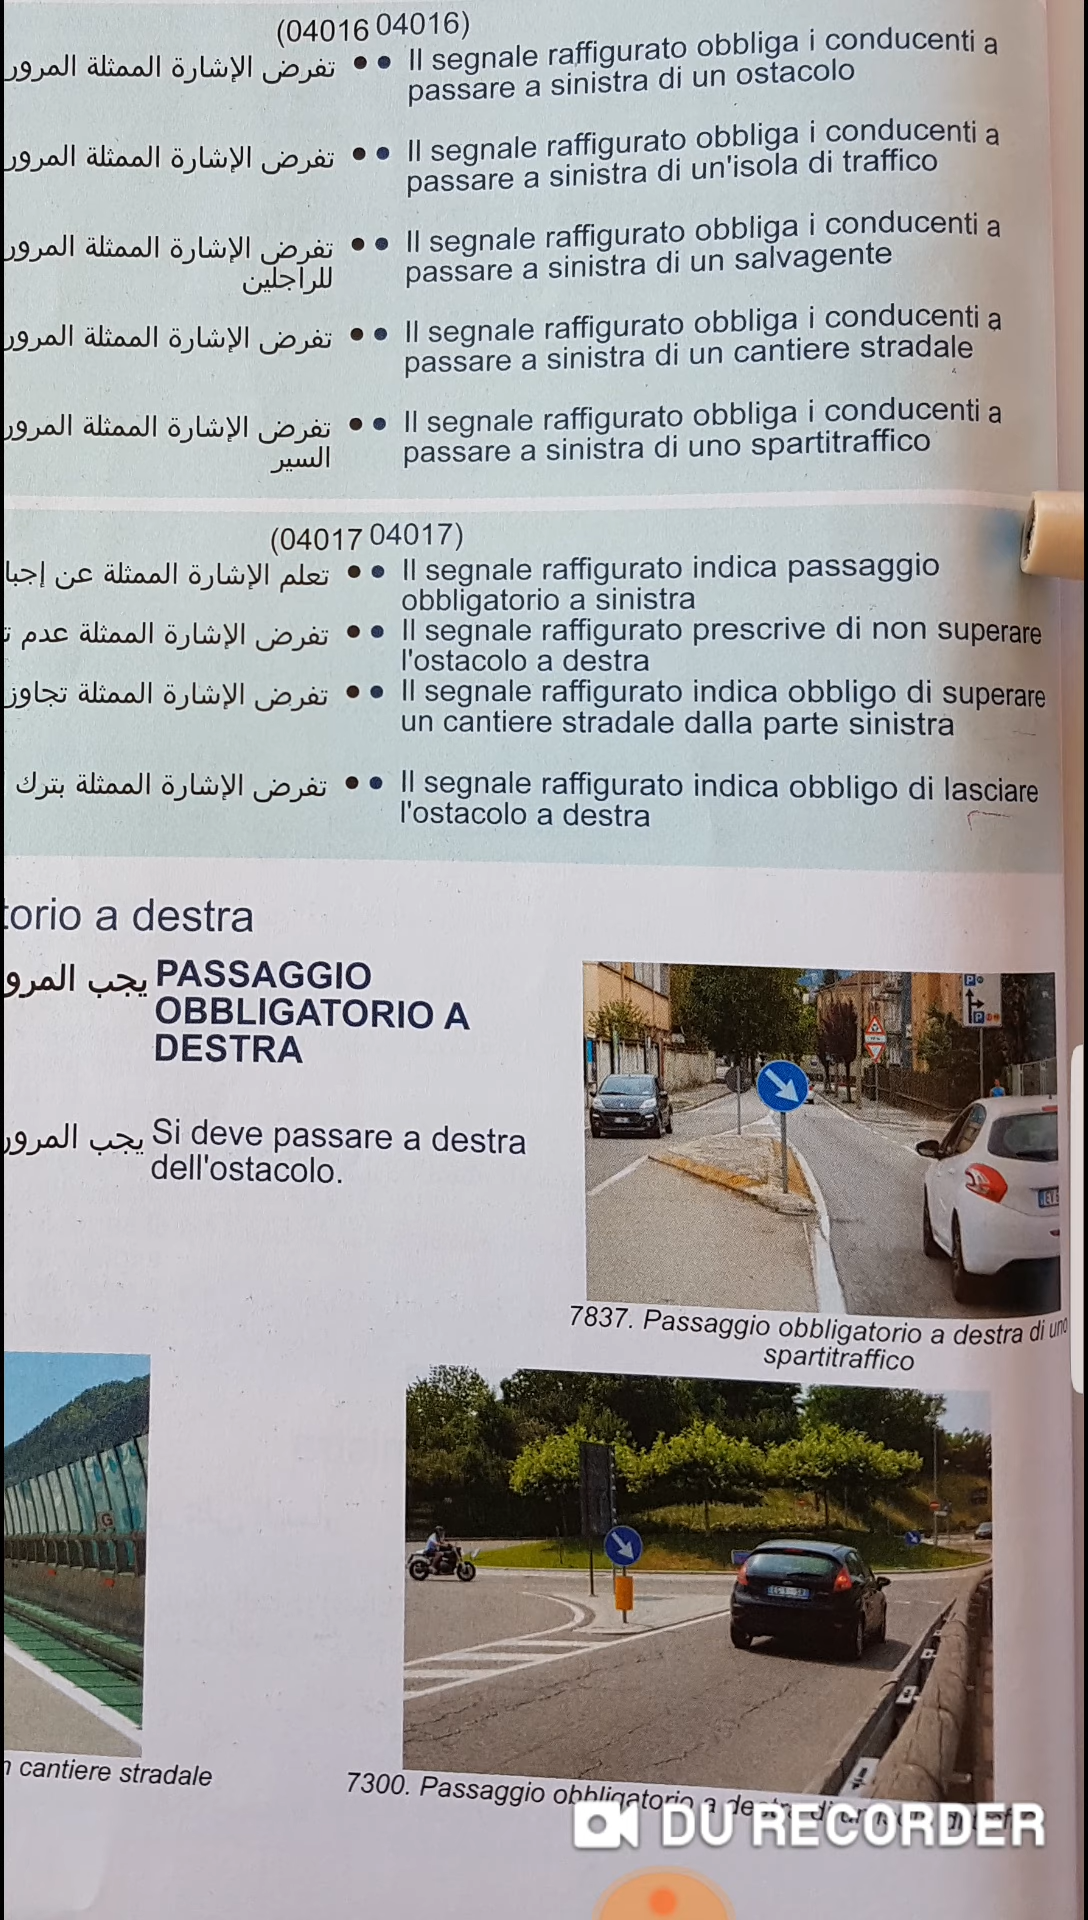 (04016 04016)
تفرض الإشارة الممثلة المرور • • Il segnale raffigurato obbliga i conducenti a
passare a sinistra di un ostacolo
تفرض الإشارة الممثلة المرور • • Il segnale raffigurato obbliga i conducenti a
passare a sinistra di un'isola di traffico
تفرض الإشارة الممثلة المرور • • Il segnale raffigurato obbliga i conducenti a
للراجلين passare a sinistra di un salvagente
تفرض الإشارة الممثلة المرور • • Il segnale raffigurato obbliga i conducenti a
passare a sinistra di un cantiere stradale
تفرض الإشارة الممثلة المرور • • Il segnale raffigurato obbliga i conducenti a
السير passare a sinistra di uno spartitraffico
(04017 04017)
تعلم الإشارة الممثلة عن • • Il segnale raffigurato indica passaggio
obbligatorio a sinistra
تفرض الإشارة الممثلة عدم • • Il segnale raffigurato prescrive di non superare
l'ostacolo a destra
تفرض الإشارة الممثلة تجاوز • • Il segnale raffigurato indica obbligo di superare
un cantiere stradale dalla parte sinistra
تفرض الإشارة الممثلة بترك • • Il segnale raffigurato indica obbligo di lasciare
l'ostacolo a destra
torio a destra
يجب المرو PASSAGGIO
OBBLIGATORIO A
DESTRA
يجب المرور Si deve passare a destra
dell'ostacolo.
P
P
7837. Passaggio obbligatorio a destra di uno
spartitraffico
G
n cantiere stradale
7300. Passaggio obbligatorio a destra di
DU RECORDER